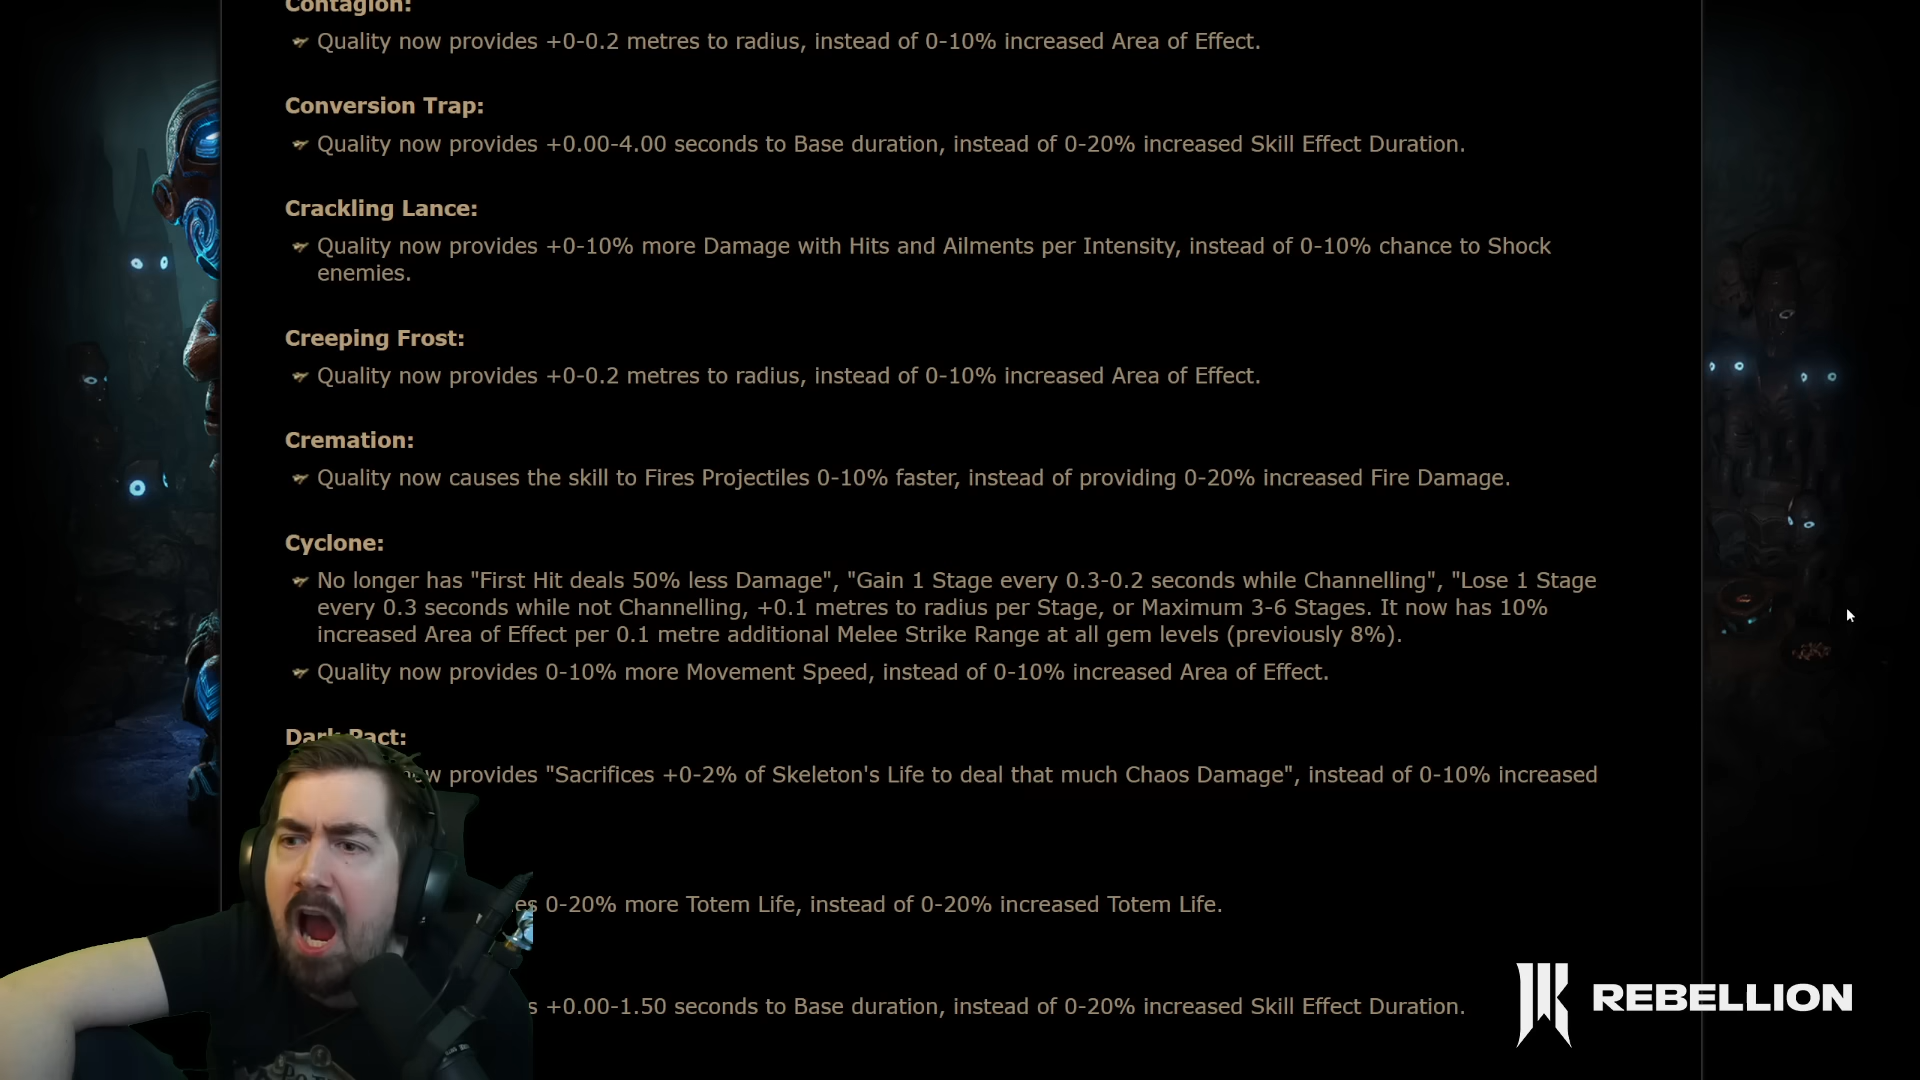 Contagion:
Quality now provides +0-0.2 metres to radius, instead of 0-10% increased Area of Effect.
Conversion Trap:
Quality now provides +0.00-4.00 seconds to Base duration, instead of 0-20% increased Skill Effect Duration.
Crackling Lance:
Quality now provides +0-10% more Damage with Hits and Ailments per Intensity, instead of 0-10% chance to Shock
enemies.
Creeping Frost:
Quality now provides +0-0.2 metres to radius, instead of 0-10% increased Area of Effect.
Cremation:
Quality now causes the skill to Fires Projectiles 0-10% faster, instead of providing 0-20% increased Fire Damage.
Cyclone:
No longer has "First Hit deals 50% less Damage", "Gain 1 Stage every 0.3-0.2 seconds while Channelling", "Lose 1 Stage
every 0.3 seconds while not Channelling, +0.1 metres to radius per Stage, or Maximum 3-6 Stages. It now has 10%
increased Area of Effect per 0.1 metre additional Melee Strike Range at all gem levels (previously 8%).
Quality now provides 0-10% more Movement Speed, instead of 0-10% increased Area of Effect.
Dark Pact:
provides "Sacrifices +0-2% of Skeleton's Life to deal that much Chaos Damage", instead of 0-10% increased
0-20% more Totem Life, instead of 0-20% increased Totem Life.
+0.00-1.50 seconds to Base duration, instead of 0-20% increased Skill Effect Duration.
REBELLION